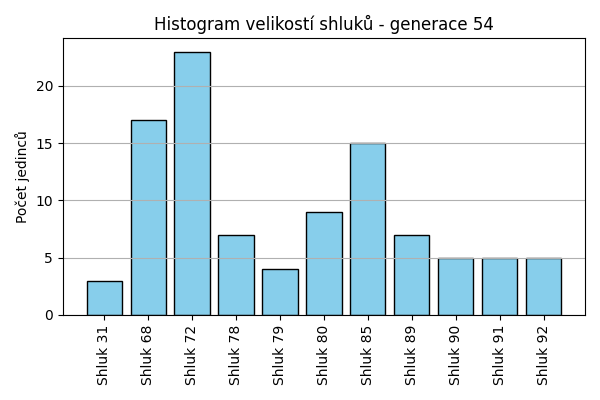 Histogram velikostí shluků - generace 54
Počet jedinců
20
15
10
5
0
Shluk 31
Shluk 68
Shluk 72
Shluk 78
Shluk 79
Shluk 80
Shluk 85
Shluk 89
Shluk 90
Shluk 91
Shluk 92